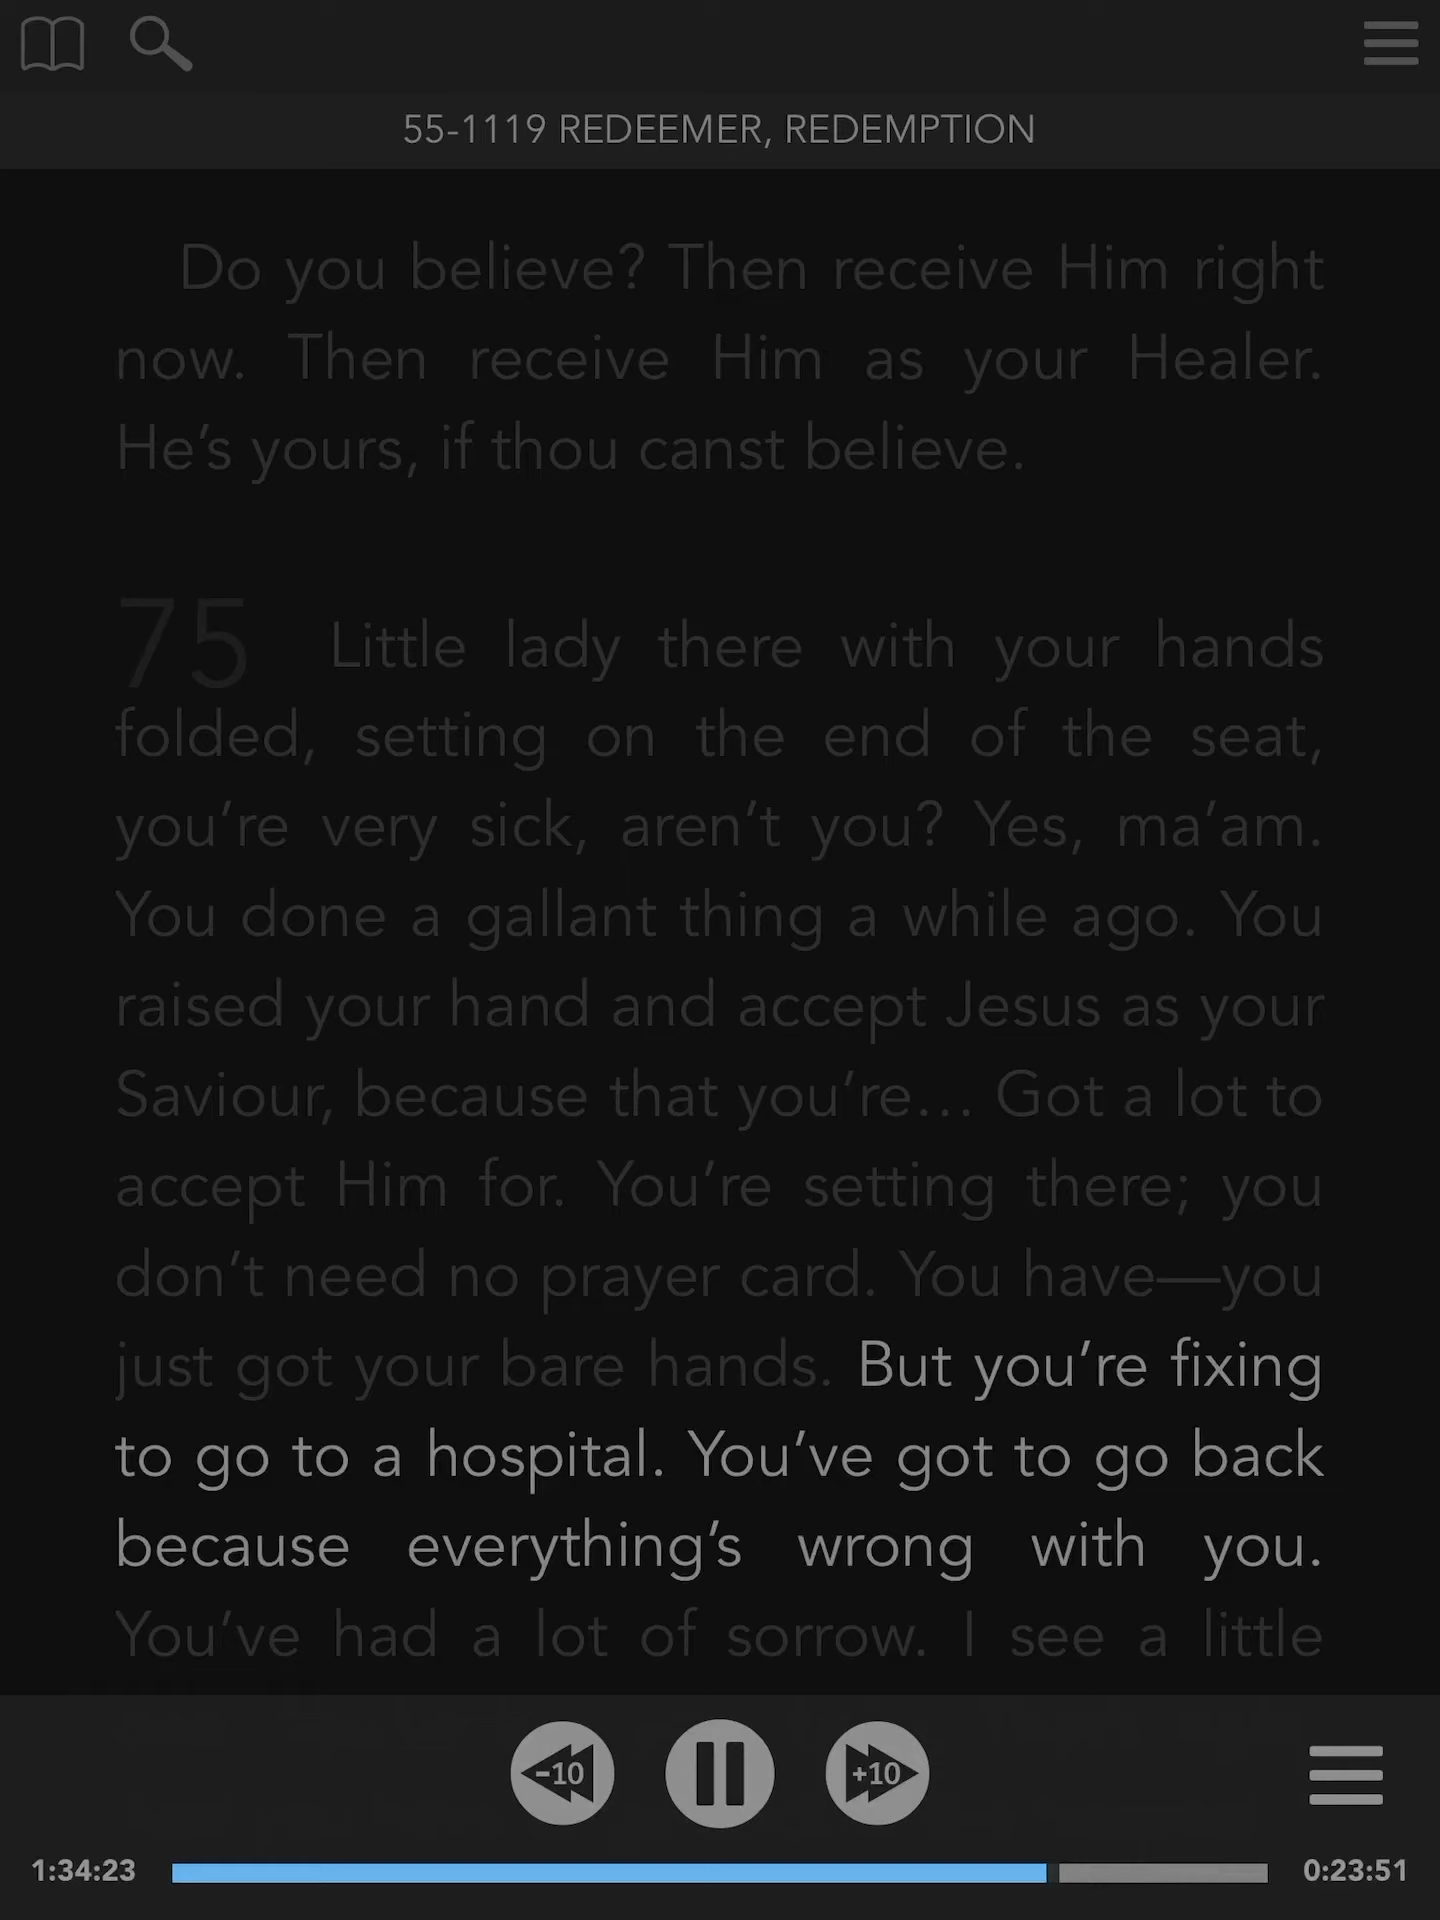 55-1119 REDEEMER, REDEMPTION
Do you believe? Then receive Him right
now. Then receive Him as your Healer.
He’s yours, if thou canst believe.
75 Little lady there with your hands
folded, setting on the end of the seat,
you’re very sick, aren’t you? Yes, ma’am.
You done a gallant thing a while ago. You
raised your hand and accept Jesus as your
Saviour, because that you’re… Got a lot to
accept Him for. You’re setting there; you
don’t need no prayer card. You have—you
just got your bare hands. But you’re fixing
to go to a hospital. You’ve got to go back
because everything’s wrong with you.
You’ve had a lot of sorrow. I see a little
-10 +10
1:34:23 0:23:51